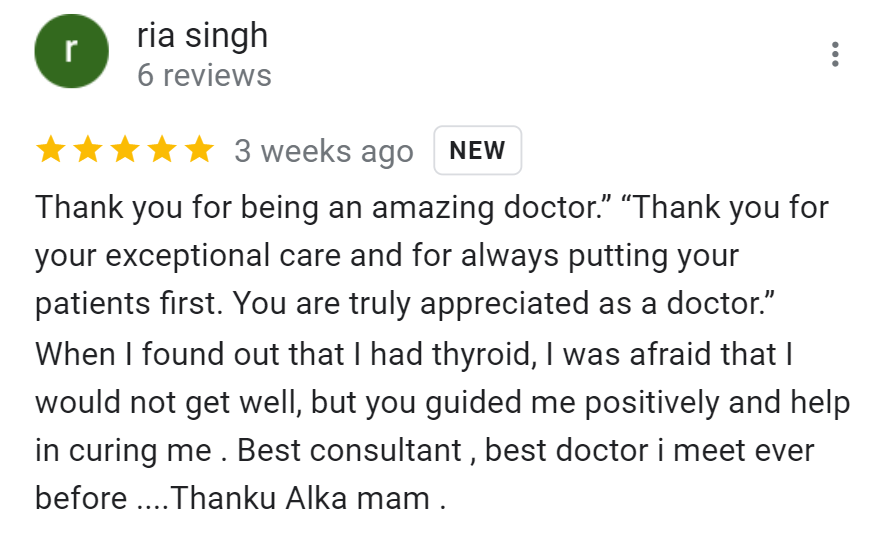 r
ria singh
6 reviews
3 weeks ago NEW
Thank you for being an amazing doctor.” “Thank you for
your exceptional care and for always putting your
patients first. You are truly appreciated as a doctor.”
When I found out that I had thyroid, I was afraid that I
would not get well, but you guided me positively and help
in curing me . Best consultant , best doctor i meet ever
before ....Thanku Alka mam .